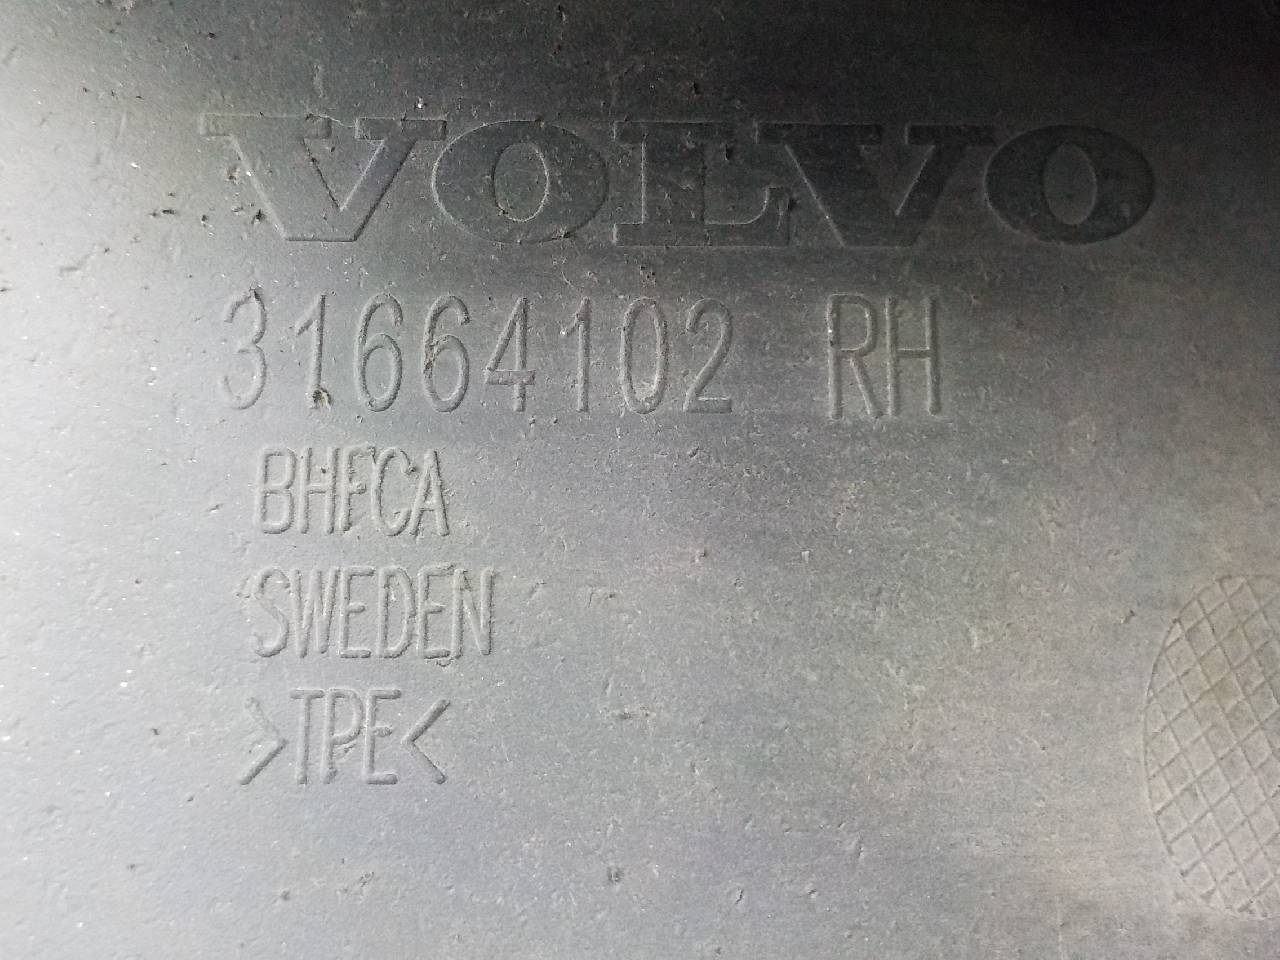 VOLVO
31664102 RH
BHFCA
SWEDEN
>TPE<